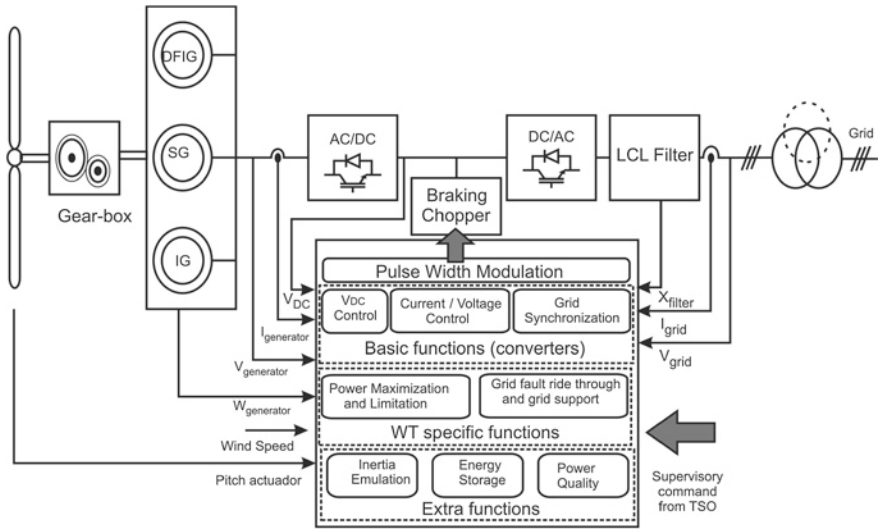 DFIG
SG
IG
Gear-box
AC/DC
DC/AC
LCL Filter
Grid
Braking
Chopper
Pulse Width Modulation
VDC
Control
Current / Voltage
Control
Grid
Synchronization
Basic functions (converters)
Power Maximization
and Limitation
Grid fault ride through
and grid support
WT specific functions
Inertia
Emulation
Energy
Storage
Power
Quality
Extra functions
VDC
Igenerator
Vgenerator
Wgenerator
Wind Speed
Pitch actuador
Xfilter
Igrid
Vgrid
Supervisory
command
from TSO